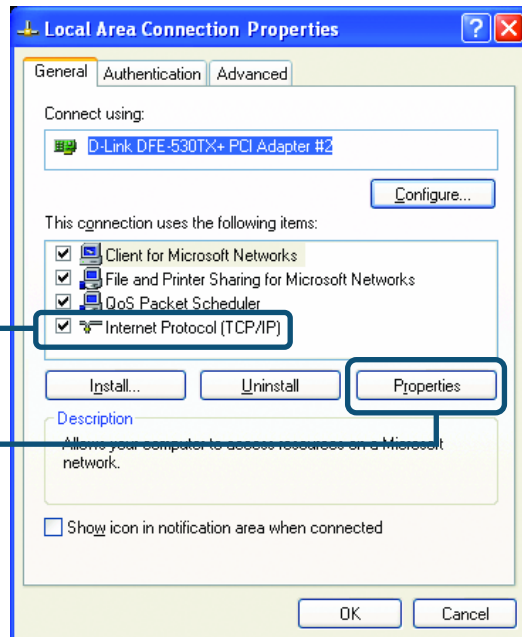 Local Area Connection Properties
General Authentication Advanced
Connect using:
D-Link DFE-530TX+ PCI Adapter #2
Configure...
This connection uses the following items:
Client for Microsoft Networks
File and Printer Sharing for Microsoft Networks
QoS Packet Scheduler
Internet Protocol (TCP/IP)
Install... Uninstall Properties
Description
Allows your computer to access resources on a Microsoft
network.
Show icon in notification area when connected
OK Cancel